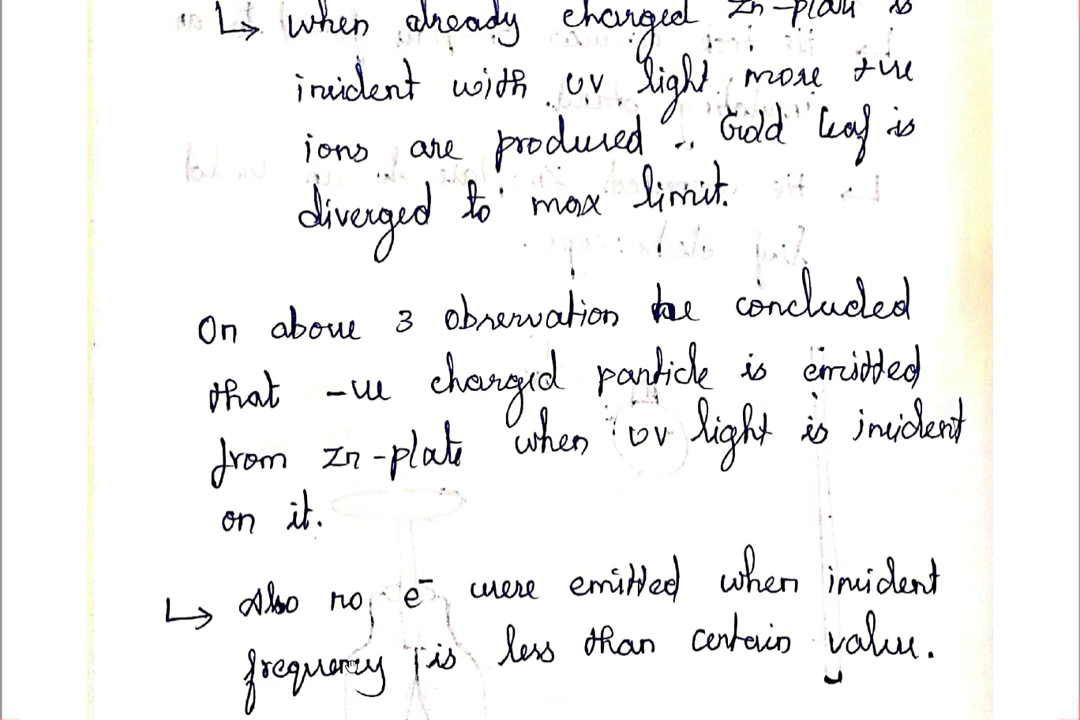 ↳ when already charged Zn-plate is
incident with UV light more +ve
ions are produced ∴ Gold leaf is
diverged to max limit.
On above 3 observation he concluded
that -ve charged particle is emitted
from Zn-plate when UV light is incident
on it.
↳ Also no e⁻ were emitted when incident
frequency is less than certain value.